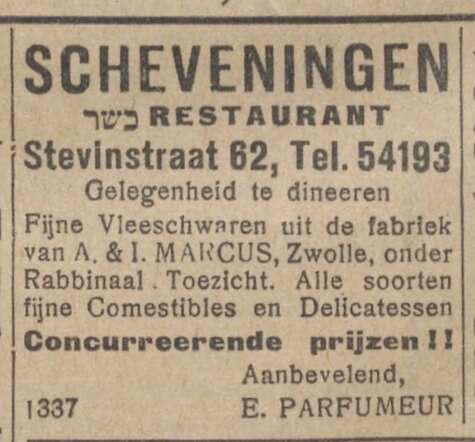 SCHEVENINGEN
כשר RESTAURANT
Stevinstraat 62, Tel. 54193
Gelegenheid te dineeren
Fijne Vleeschwaren uit de fabriek
van A. & I. MARCUS, Zwolle, onder
Rabbinaal Toezicht. Alle soorten
fijne Comestibles en Delicatessen
Concurreerende prijzen!!
Aanbevelend,
1337 E. PARFUMEUR